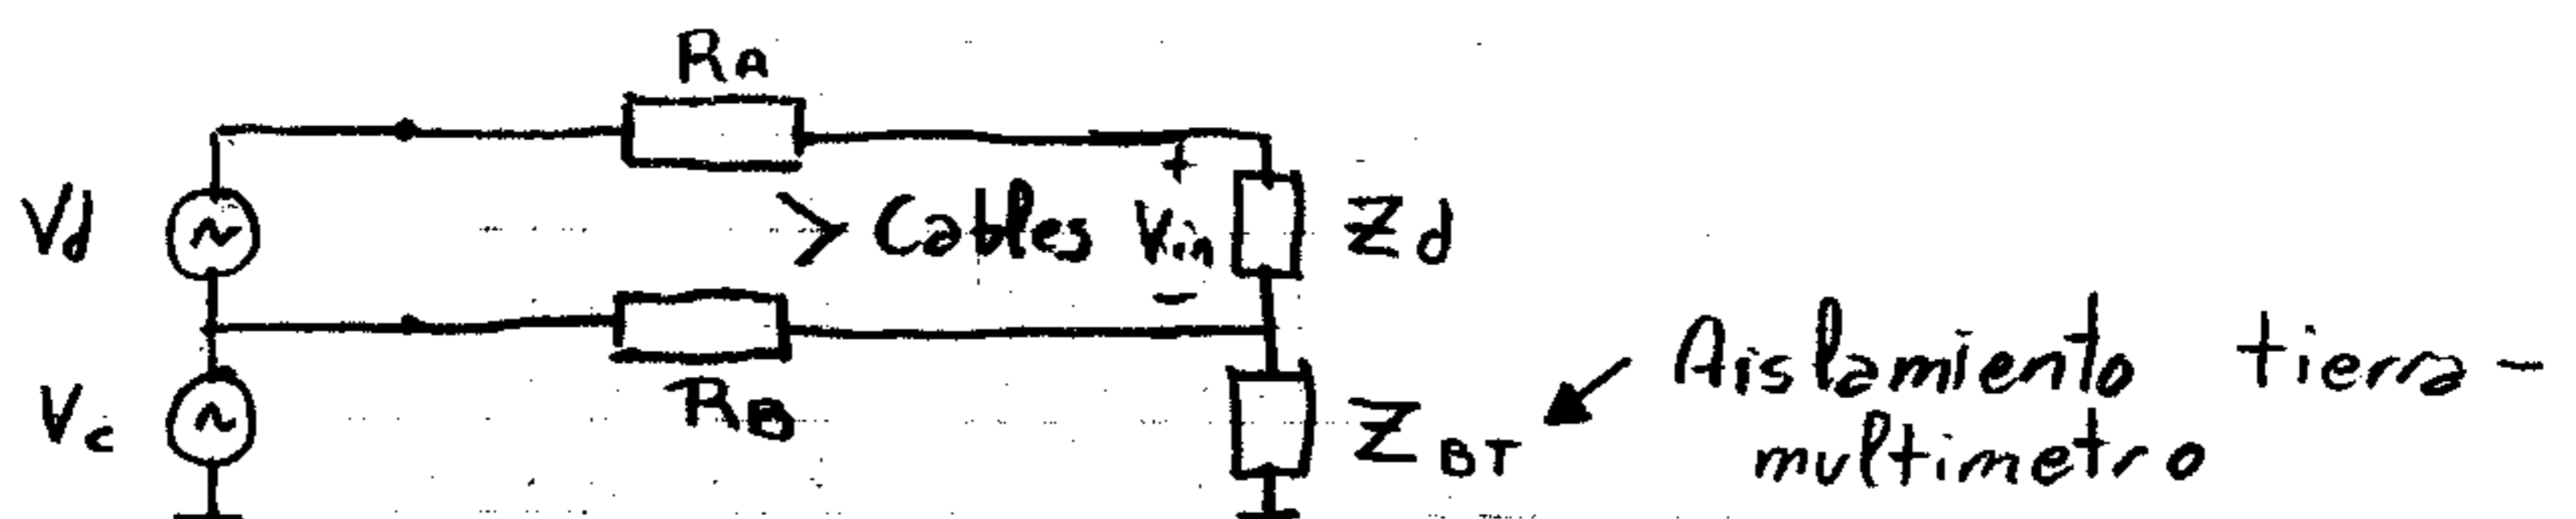 RA
Vd
> Cables
+
Vin
-
Zd
Vc
RB
ZBT
Aislamiento tierra-
multimetro